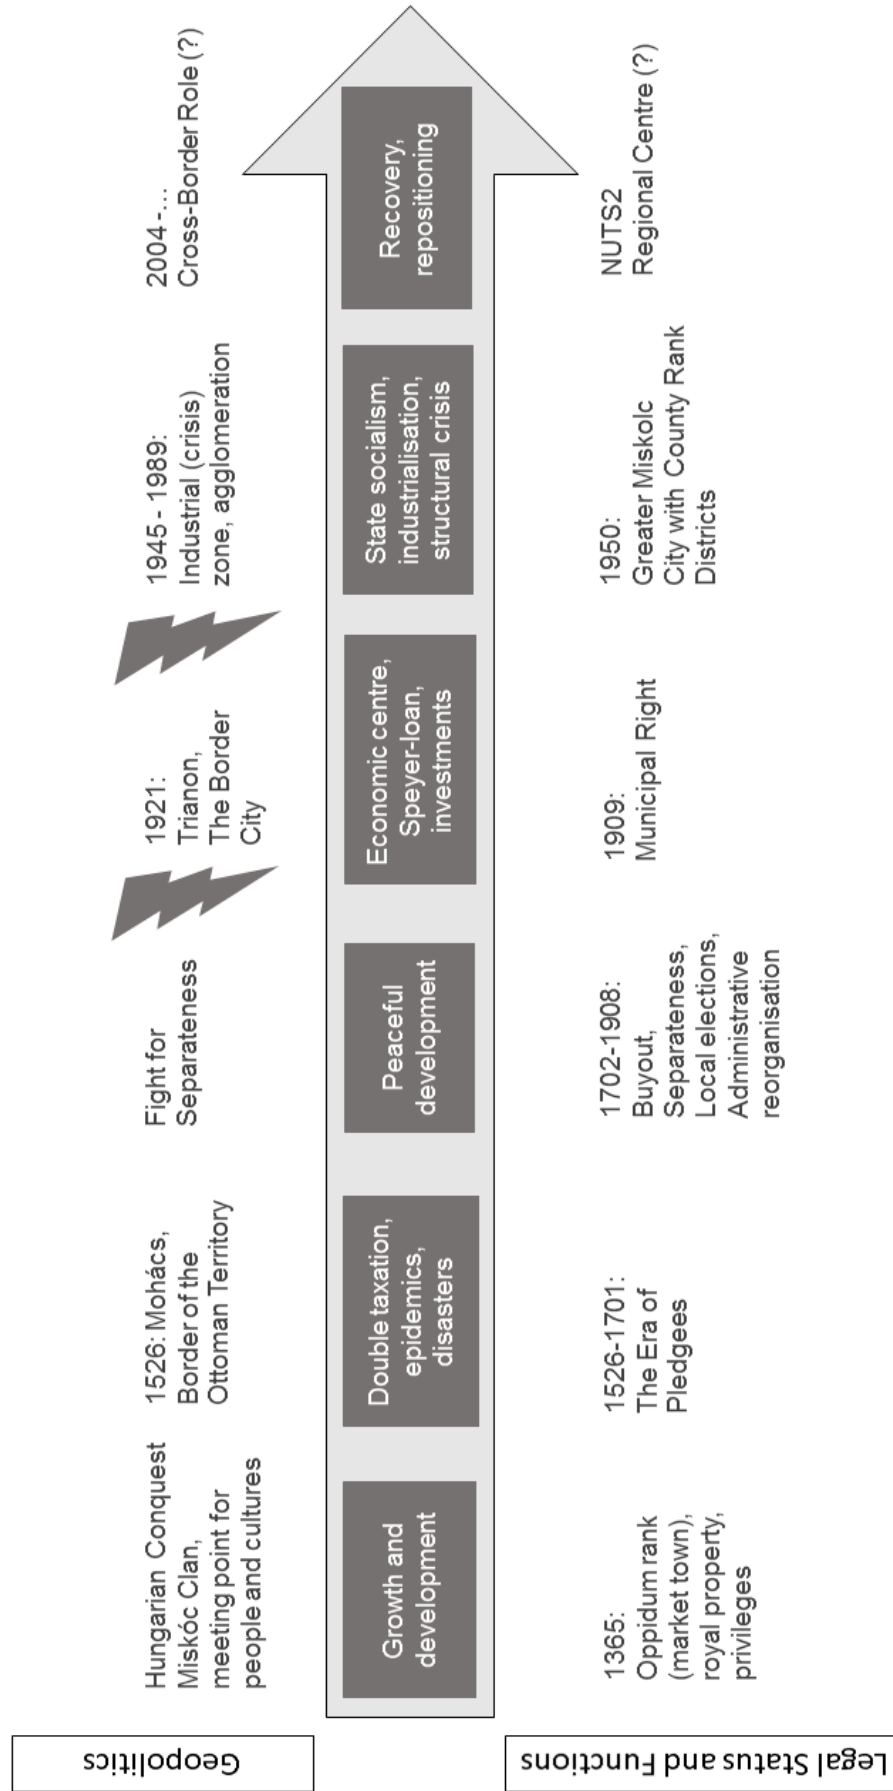 Geopolitics
Hungarian Conquest
Miskóc Clan,
meeting point for
people and cultures
1526: Mohács,
Border of the
Ottoman Territory
Fight for
Separateness
1921:
Trianon,
The Border
City
1945 - 1989:
Industrial (crisis)
zone, agglomeration
2004 -...
Cross-Border Role (?)
Growth and
development
Double taxation,
epidemics,
disasters
Peaceful
development
Economic centre,
Speyer-loan,
investments
State socialism,
industrialisation,
structural crisis
Recovery,
repositioning
Legal Status and Functions
1365:
Oppidum rank
(market town),
royal property,
privileges
1526-1701:
The Era of
Pledgees
1702-1908:
Buyout,
Separateness,
Local elections,
Administrative
reorganisation
1909:
Municipal Right
1950:
Greater Miskolc
City with County Rank
Districts
NUTS2
Regional Centre (?)